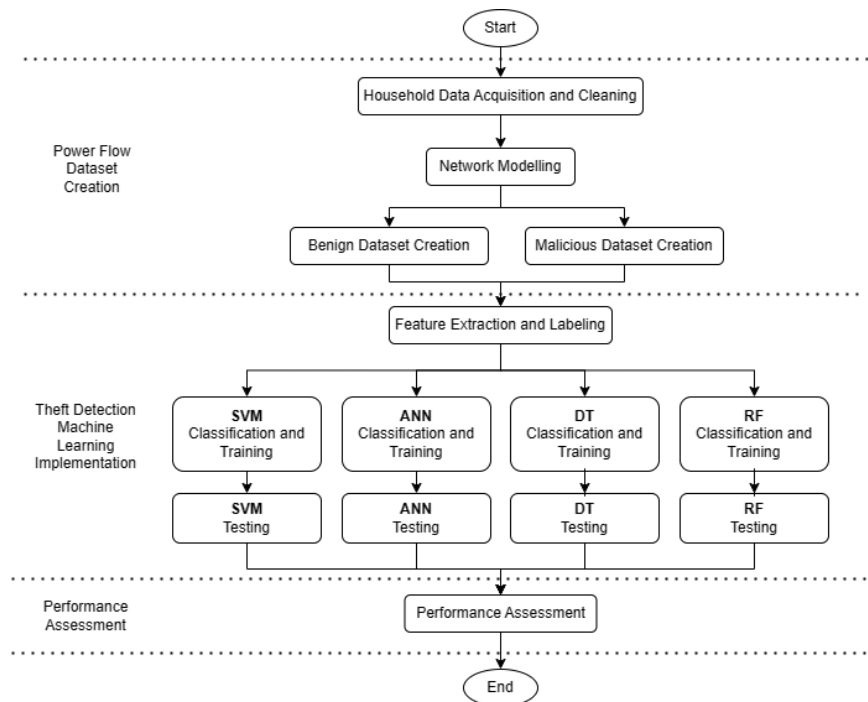 Start
Household Data Acquisition and Cleaning
Power Flow
Dataset
Creation
Network Modelling
Benign Dataset Creation
Malicious Dataset Creation
Feature Extraction and Labeling
Theft Detection
Machine
Learning
Implementation
SVM
Classification and
Training
ANN
Classification and
Training
DT
Classification and
Training
RF
Classification and
Training
SVM
Testing
ANN
Testing
DT
Testing
RF
Testing
Performance
Assessment
Performance Assessment
End